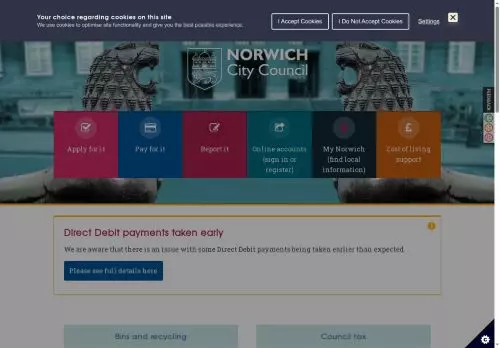 Your choice regarding cookies on this site
We use cookies to optimise site functionality and give you the best possible experience.
I Accept Cookies
I Do Not Accept Cookies
Settings
NORWICH
City Council
FEEDBACK
Apply for it
Pay for it
Report it
Online accounts
(sign in or
register)
My Norwich
(find local
information)
Cost of living
support
Direct Debit payments taken early
We are aware that there is an issue with some Direct Debit payments being taken earlier than expected.
Please see full details here
Bins and recycling
Council tax